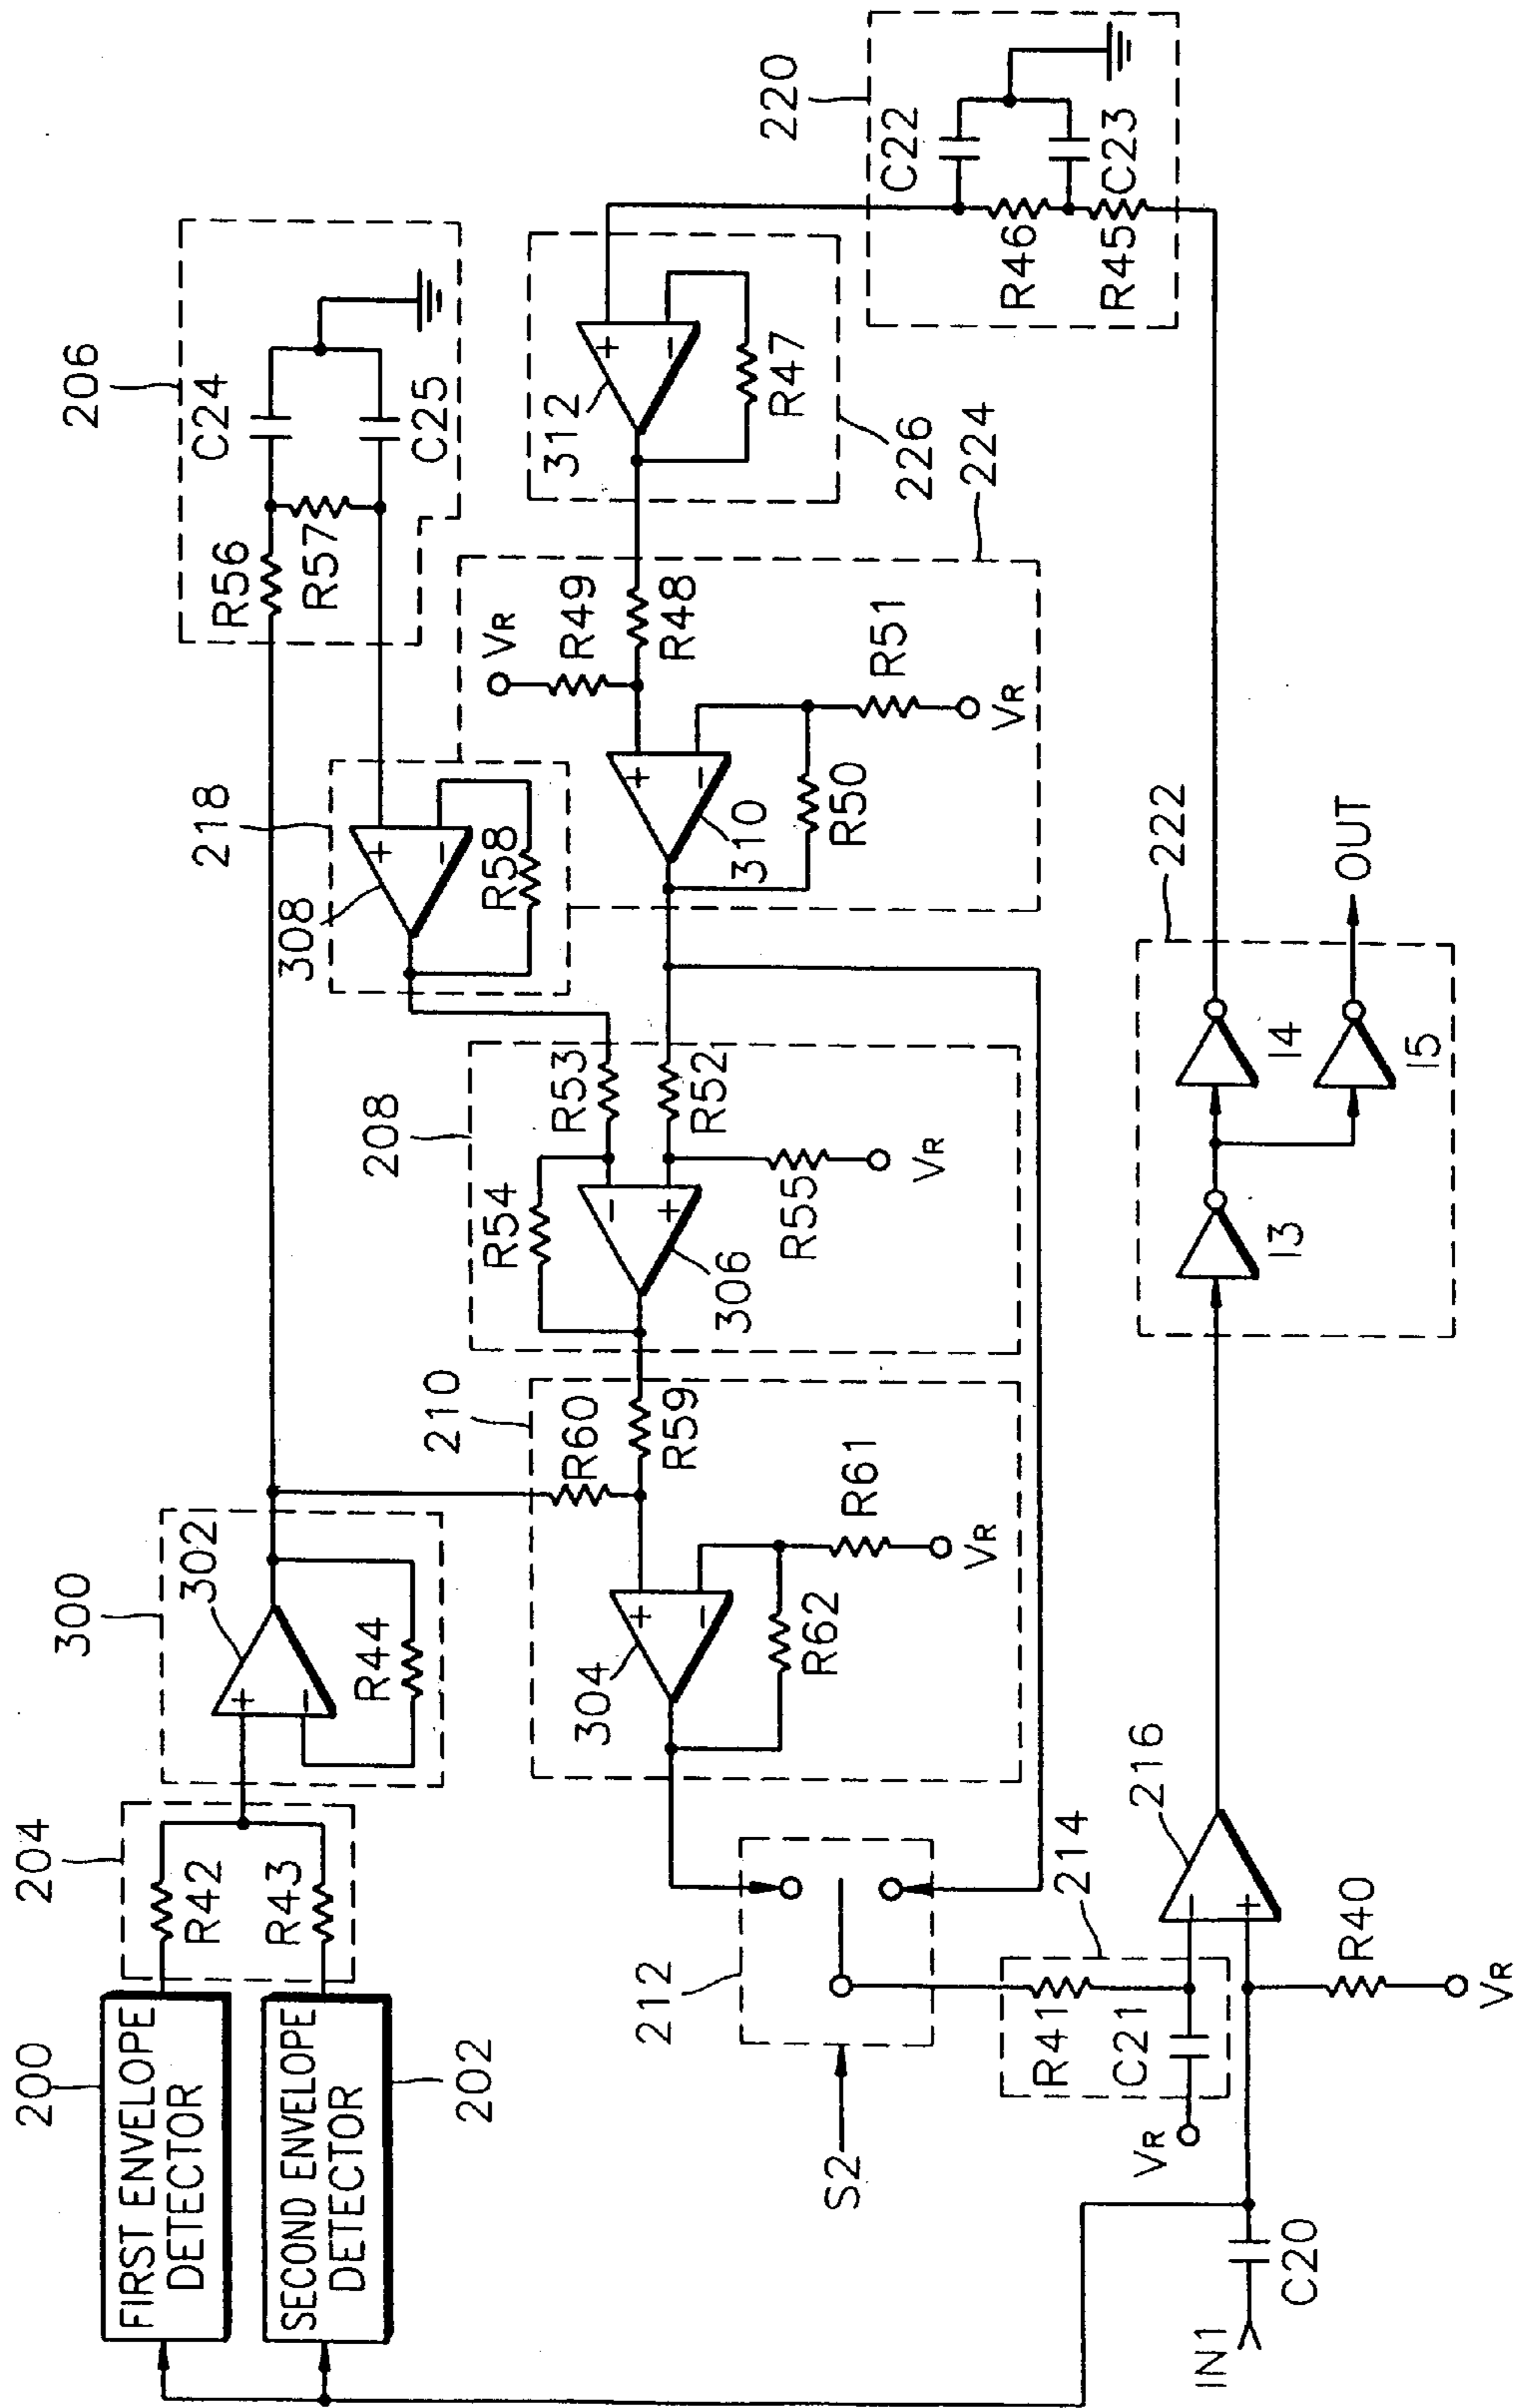 206
C24
C25
R56
R57
220
C22
C23
R46
R45
312
R47
226
224
VR
R49
R48
R51
VR
310
R50
218
308
R58
222
OUT
I4
I5
I3
208
R53
R52
R54
R55
VR
306
210
R60
R59
R61
VR
304
R62
300
302
R44
204
R42
R43
216
214
R40
VR
212
R41
C21
VR
S2
200
FIRST ENVELOPE
DETECTOR
SECOND ENVELOPE
DETECTOR
202
IN1
C20
+
−
+
−
+
−
+
−
−
+
+
−
+
−
−
+